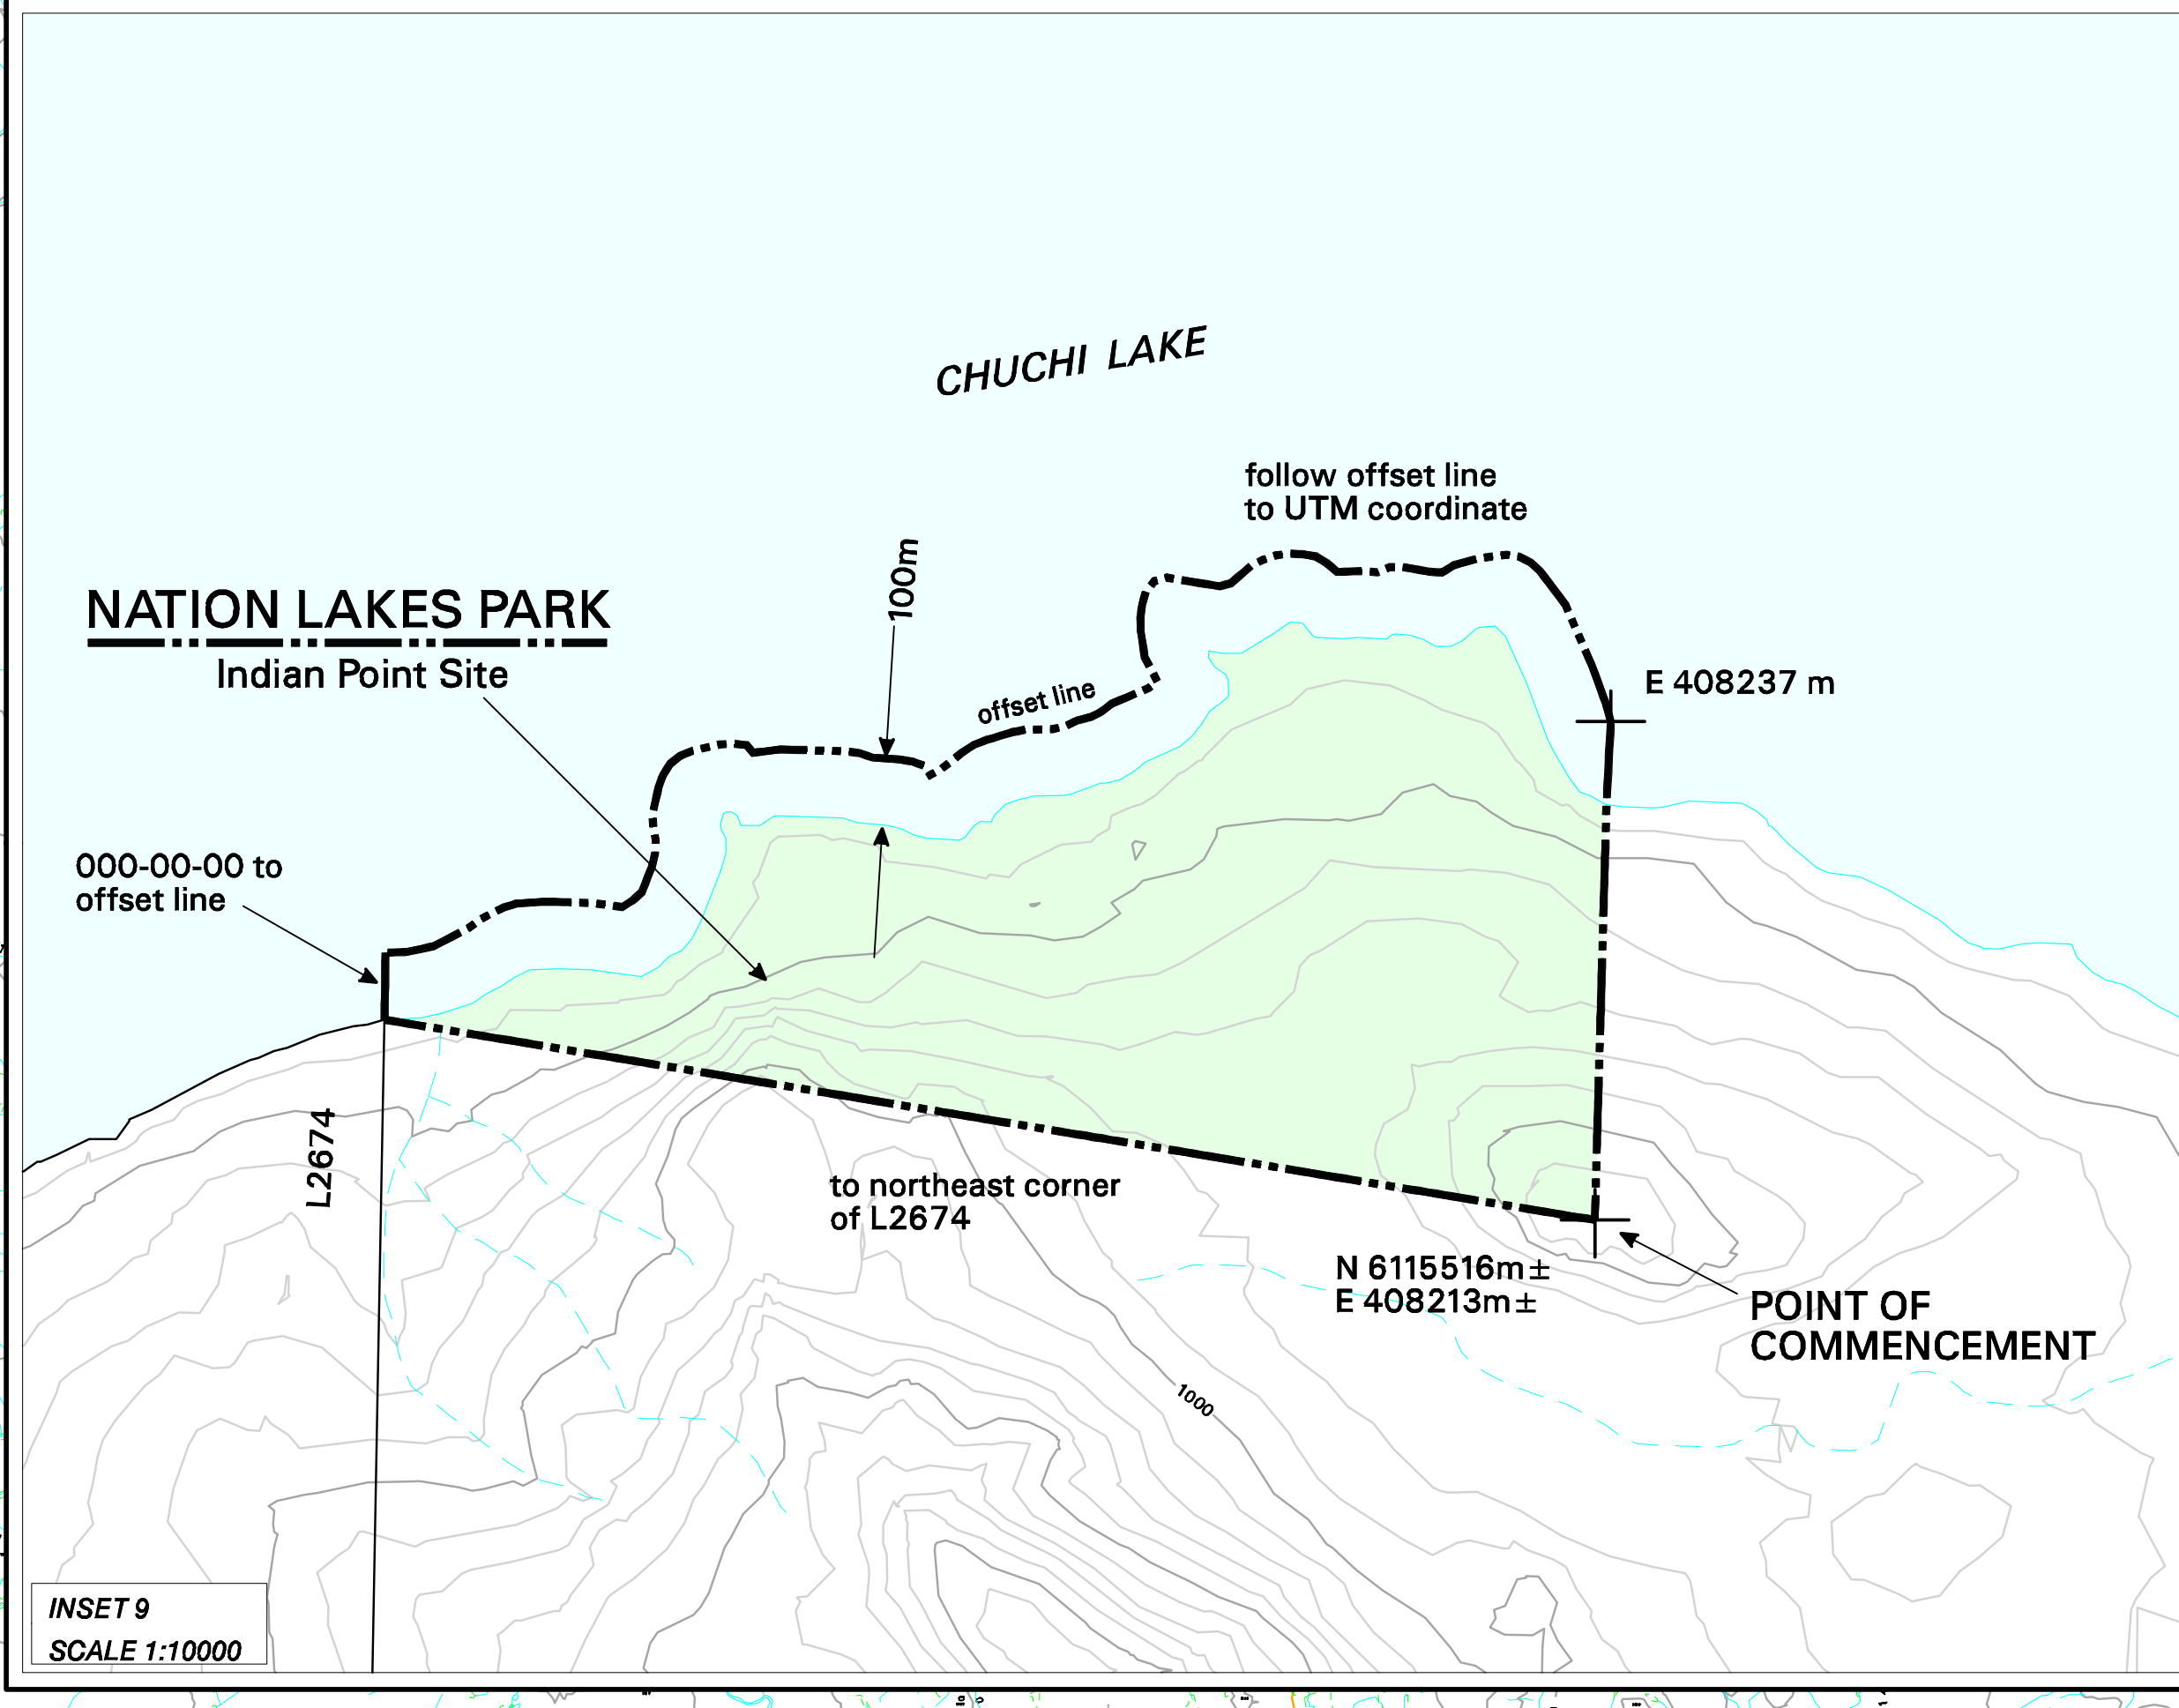 CHUCHI LAKE
follow offset line
to UTM coordinate
100m
NATION LAKES PARK
Indian Point Site
offset line
E 408237 m
000-00-00 to
offset line
L2674
to northeast corner
of L2674
N 6115516m±
E 408213m±
POINT OF
COMMENCEMENT
1000
INSET 9
SCALE 1:10000